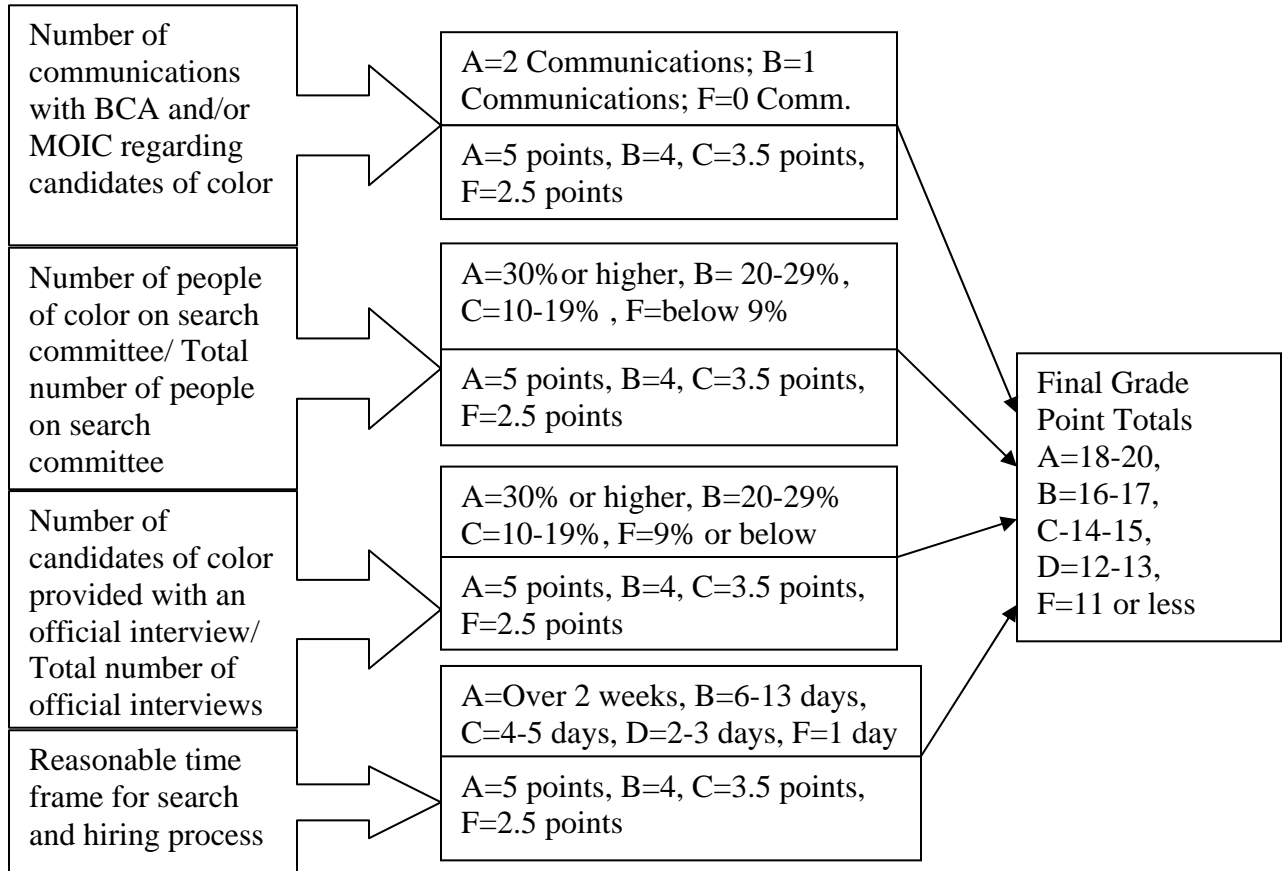 Number of
communications
with BCA and/or
MOIC regarding
candidates of color
A=2 Communications; B=1
Communications; F=0 Comm.
A=5 points, B=4, C=3.5 points,
F=2.5 points
Number of people
of color on search
committee/ Total
number of people
on search
committee
A=30%or higher, B= 20-29%,
C=10-19% , F=below 9%
A=5 points, B=4, C=3.5 points,
F=2.5 points
Number of
candidates of color
provided with an
official interview/
Total number of
official interviews
A=30% or higher, B=20-29%
C=10-19%, F=9% or below
A=5 points, B=4, C=3.5 points,
F=2.5 points
Reasonable time
frame for search
and hiring process
A=Over 2 weeks, B=6-13 days,
C=4-5 days, D=2-3 days, F=1 day
A=5 points, B=4, C=3.5 points,
F=2.5 points
Final Grade
Point Totals
A=18-20,
B=16-17,
C-14-15,
D=12-13,
F=11 or less